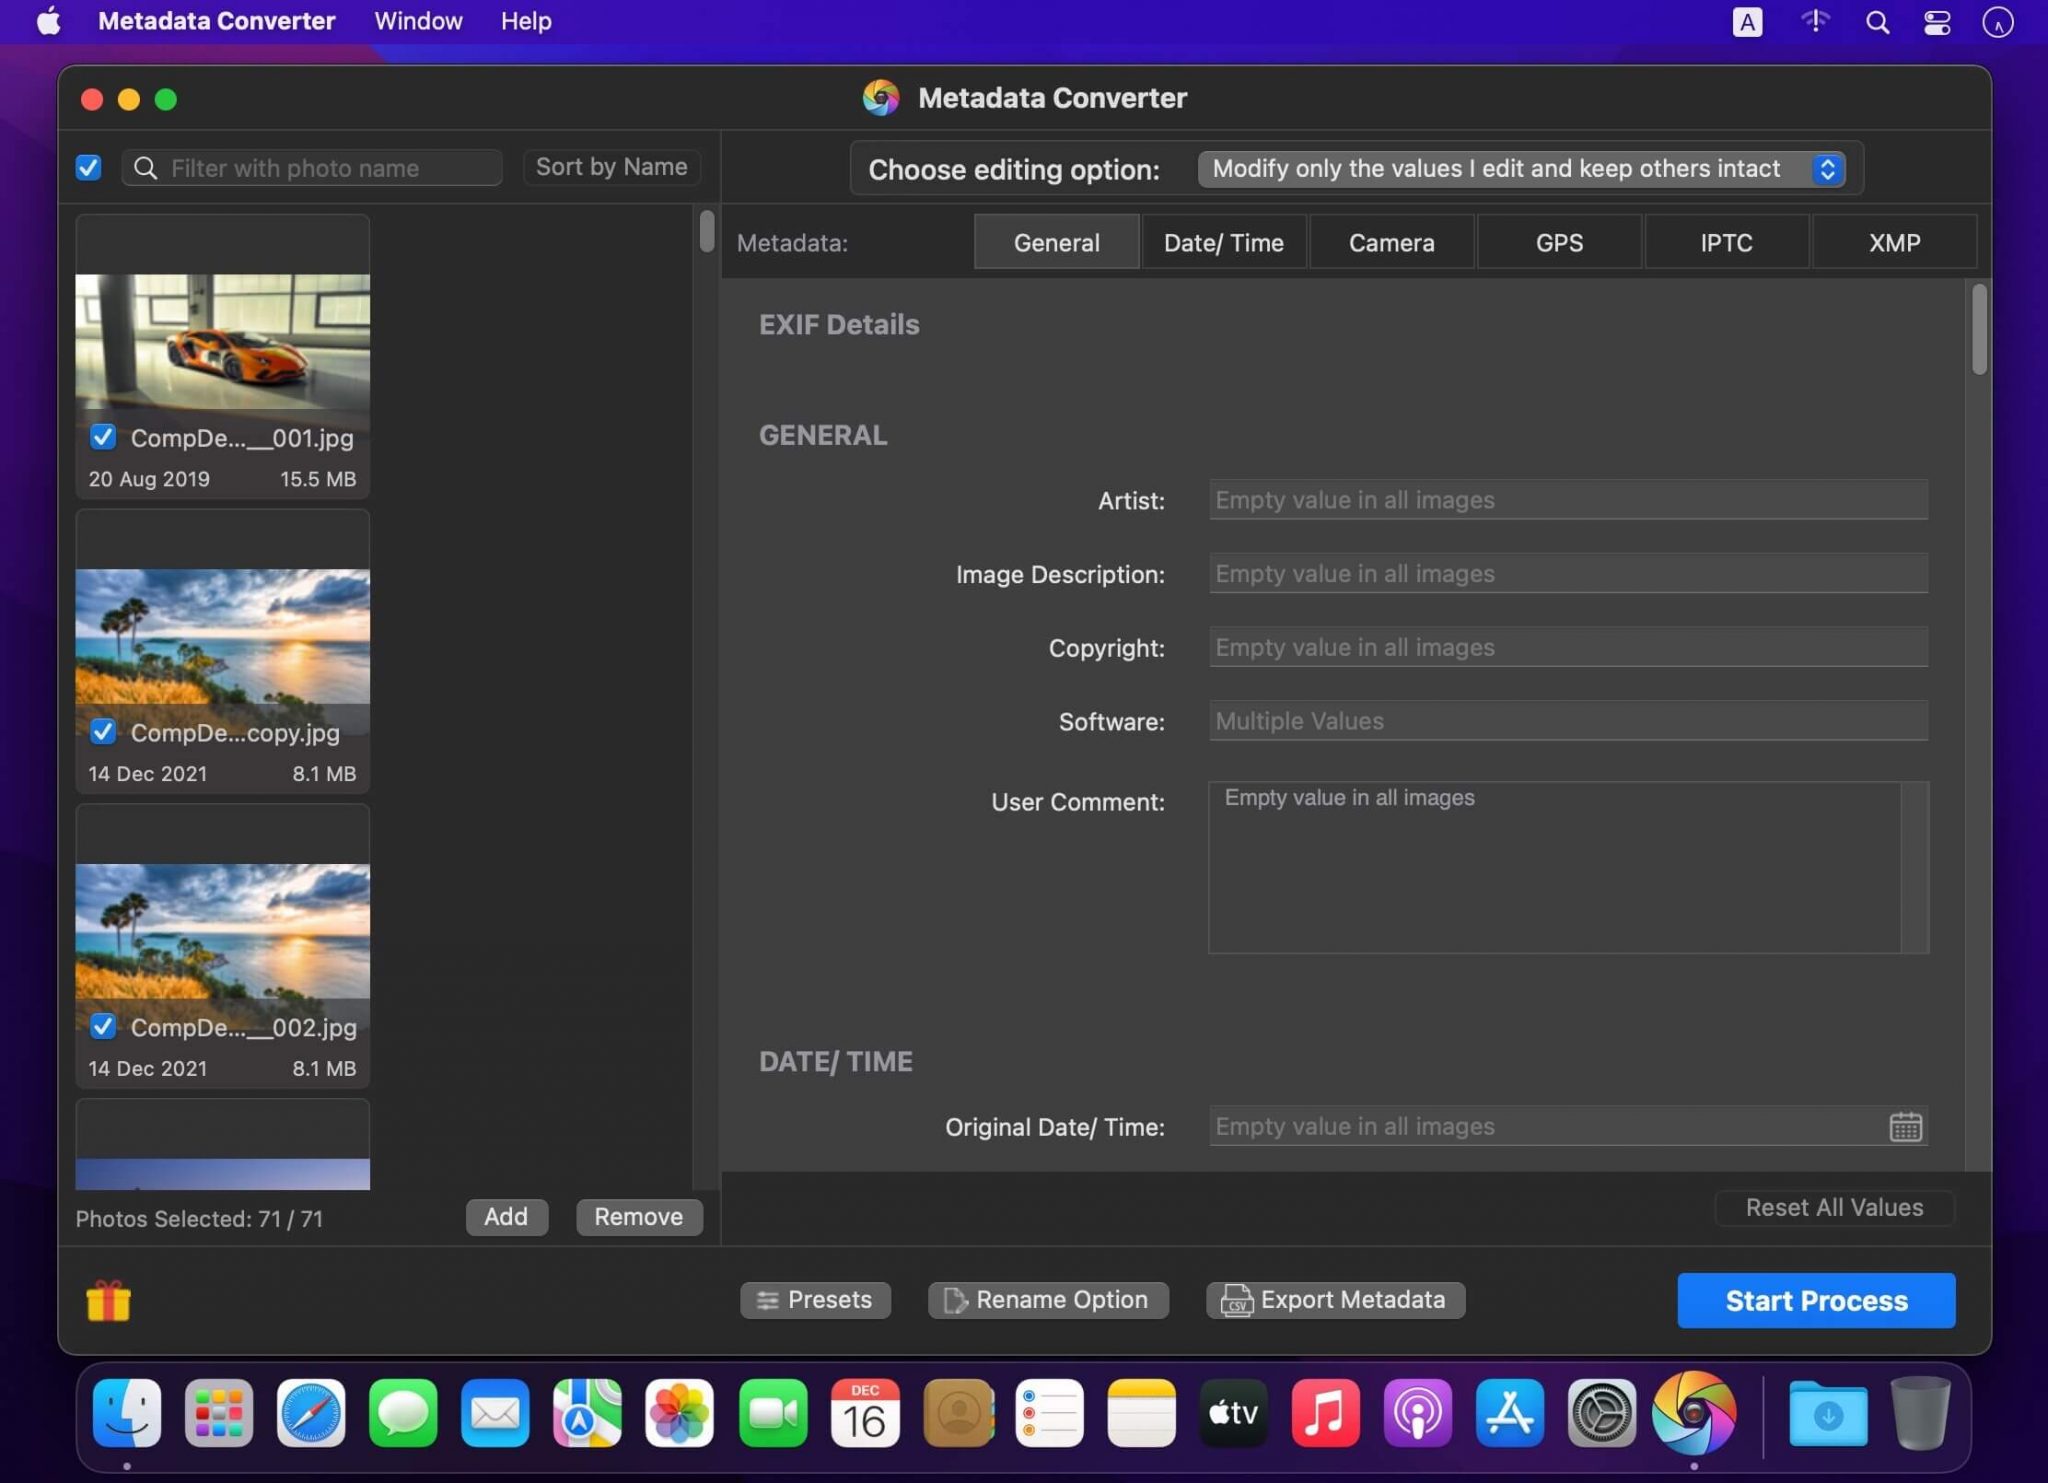 Metadata Converter Window Help A
Metadata Converter
Filter with photo name Sort by Name
Choose editing option: Modify only the values I edit and keep others intact
Metadata: General Date/ Time Camera GPS IPTC XMP
CompDe...__001.jpg
20 Aug 2019 15.5 MB
CompDe...copy.jpg
14 Dec 2021 8.1 MB
CompDe...__002.jpg
14 Dec 2021 8.1 MB
Photos Selected: 71 / 71 Add Remove
EXIF Details
GENERAL
Artist: Empty value in all images
Image Description: Empty value in all images
Copyright: Empty value in all images
Software: Multiple Values
User Comment: Empty value in all images
DATE/ TIME
Original Date/ Time: Empty value in all images
Reset All Values
Presets Rename Option CSV Export Metadata Start Process
DEC
16
tv